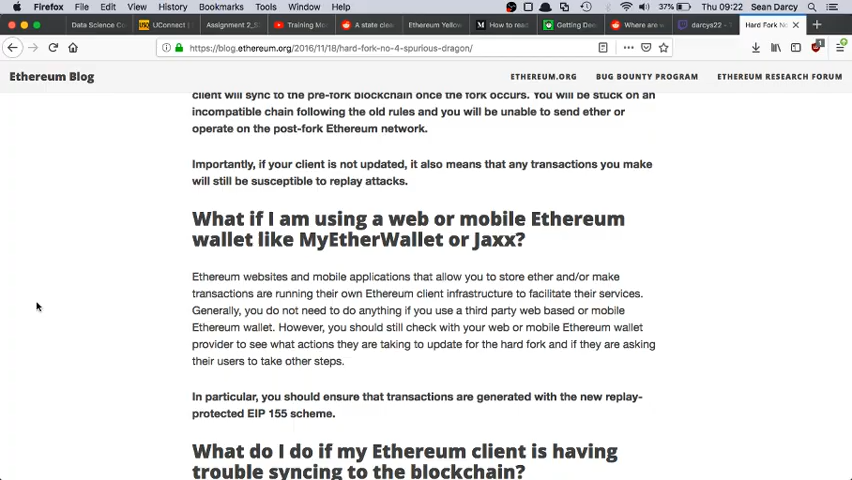 Firefox File Edit View History Bookmarks Tools Window Help 37% Thu 09:22 Sean Darcy
Data Science Co UConnect | Assignment_2_ Training Mo A state clea Ethereum Yellow How to read Getting Dee Where are w darcys22 - T Hard Fork No
https://blog.ethereum.org/2016/11/18/hard-fork-no-4-spurious-dragon/
Ethereum Blog ETHEREUM.ORG BUG BOUNTY PROGRAM ETHEREUM RESEARCH FORUM
client will sync to the pre-fork blockchain once the fork occurs. You will be stuck on an
incompatible chain following the old rules and you will be unable to send ether or
operate on the post-fork Ethereum network.
Importantly, if your client is not updated, it also means that any transactions you make
will still be susceptible to replay attacks.
What if I am using a web or mobile Ethereum
wallet like MyEtherWallet or Jaxx?
Ethereum websites and mobile applications that allow you to store ether and/or make
transactions are running their own Ethereum client infrastructure to facilitate their services.
Generally, you do not need to do anything if you use a third party web based or mobile
Ethereum wallet. However, you should still check with your web or mobile Ethereum wallet
provider to see what actions they are taking to update for the hard fork and if they are asking
their users to take other steps.
In particular, you should ensure that transactions are generated with the new replay-
protected EIP 155 scheme.
What do I do if my Ethereum client is having
trouble syncing to the blockchain?